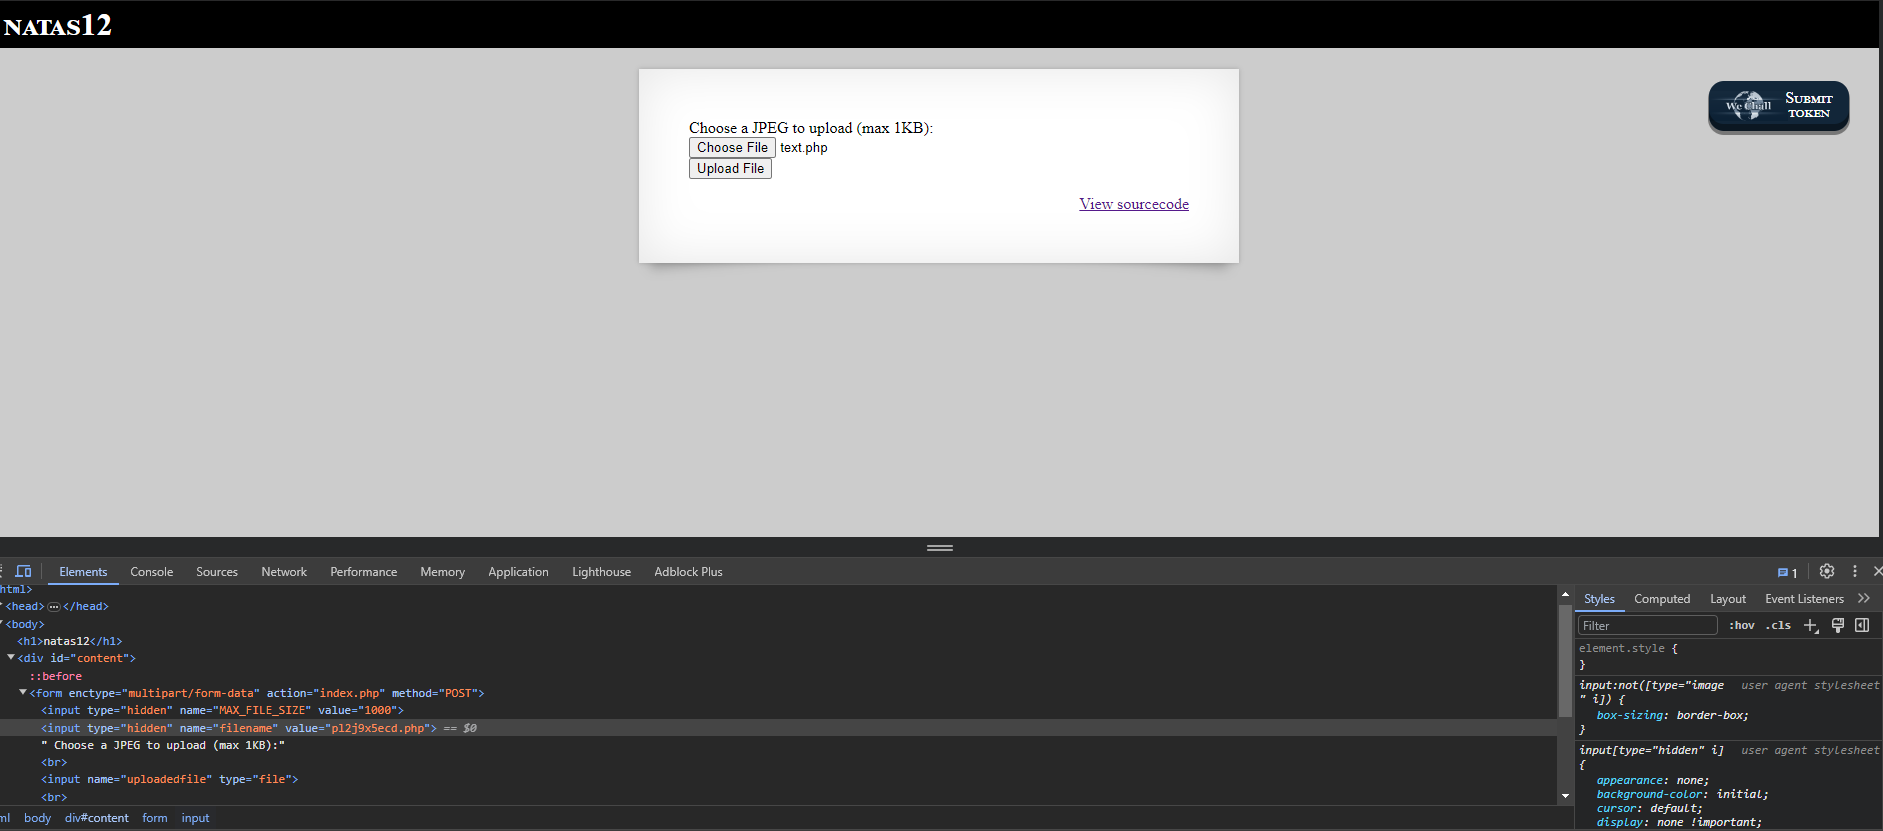 NATAS12
Choose a JPEG to upload (max 1KB):
Choose File text.php
Upload File
View sourcecode
We Chall
SUBMIT
TOKEN
Elements Console Sources Network Performance Memory Application Lighthouse Adblock Plus 1
html>
<head> ··· </head>
<body>
<h1>natas12</h1>
<div id="content">
::before
<form enctype="multipart/form-data" action="index.php" method="POST">
<input type="hidden" name="MAX_FILE_SIZE" value="1000">
<input type="hidden" name="filename" value="pl2j9x5ecd.php"> == $0
" Choose a JPEG to upload (max 1KB):"
<br>
<input name="uploadedfile" type="file">
<br>
ml body div#content form input
Styles Computed Layout Event Listeners
Filter :hov .cls
element.style {
}
input:not([type="image user agent stylesheet
" i]) {
box-sizing: border-box;
}
input[type="hidden" i] user agent stylesheet
{
appearance: none;
background-color: initial;
cursor: default;
display: none !important;